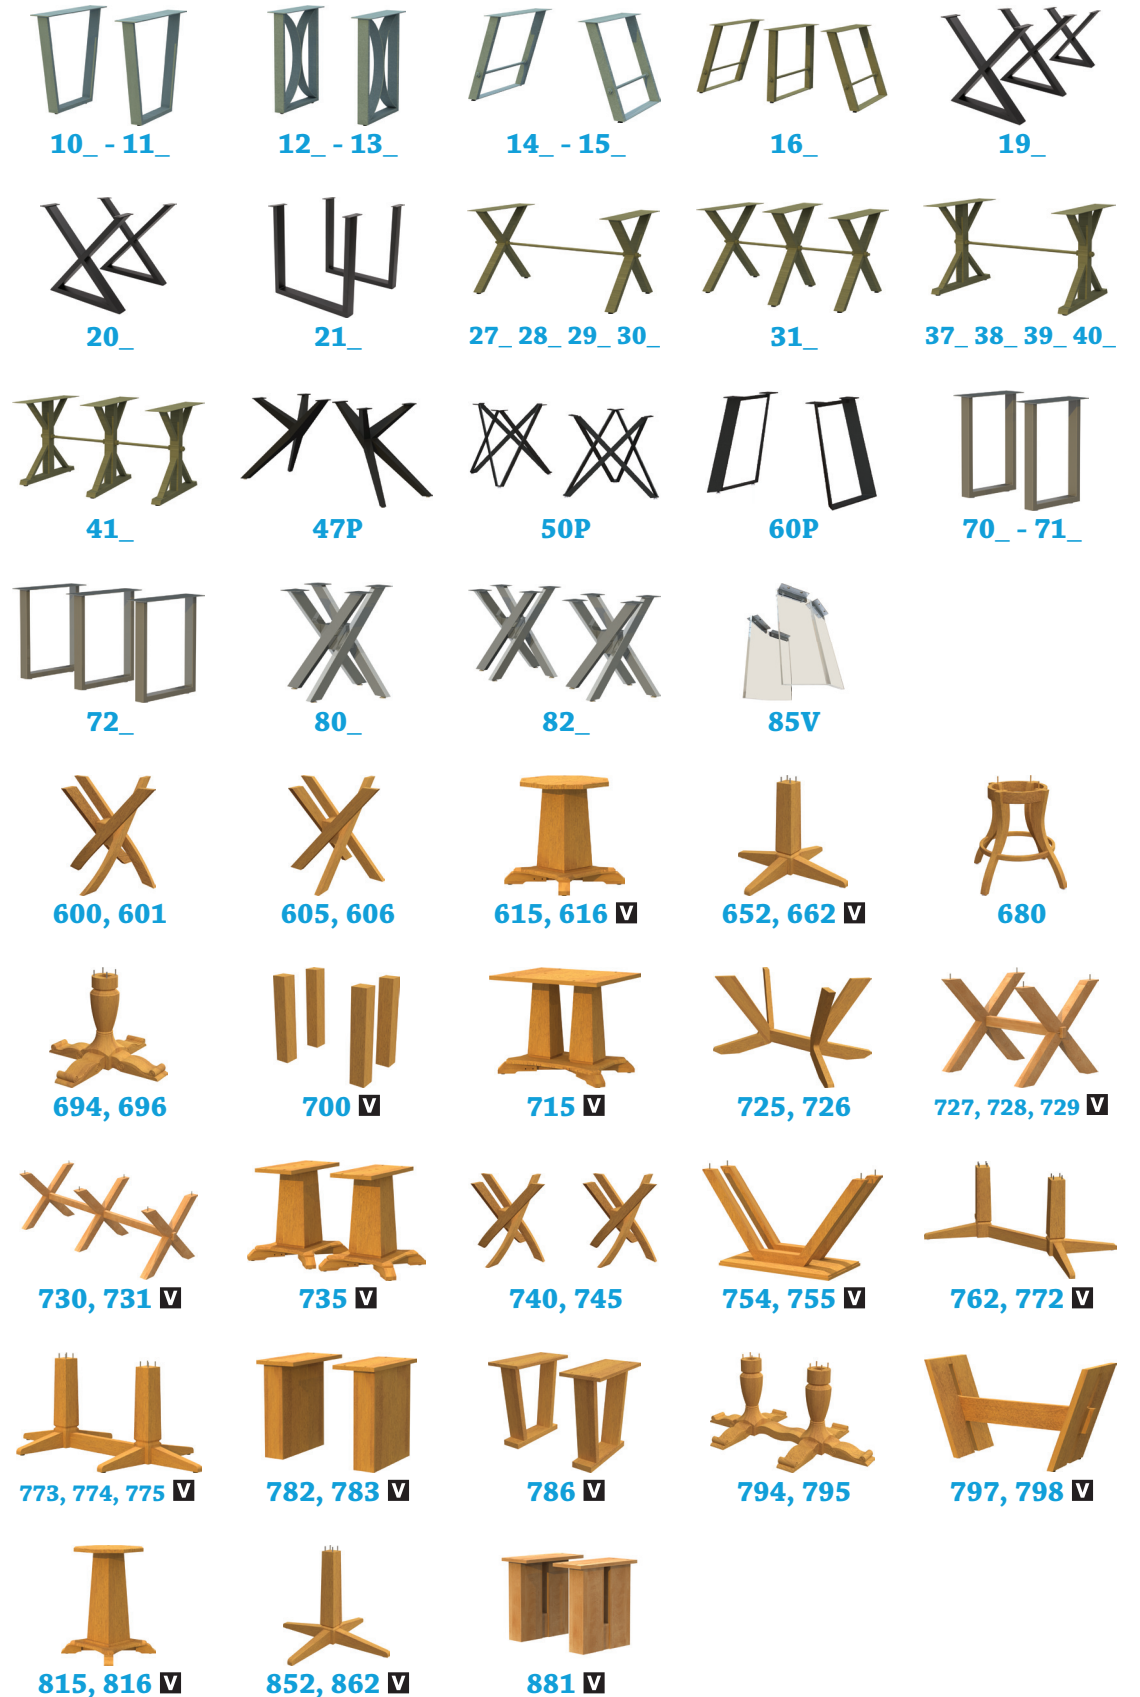 10_ - 11_
12_ - 13_
14_ - 15_
16_
19_
20_
21_
27_ 28_ 29_ 30_
31_
37_ 38_ 39_ 40_
41_
47P
50P
60P
70_ - 71_
72_
80_
82_
85V
600, 601
605, 606
615, 616 V
652, 662 V
680
694, 696
700 V
715 V
725, 726
727, 728, 729 V
730, 731 V
735 V
740, 745
754, 755 V
762, 772 V
773, 774, 775 V
782, 783 V
786 V
794, 795
797, 798 V
815, 816 V
852, 862 V
881 V